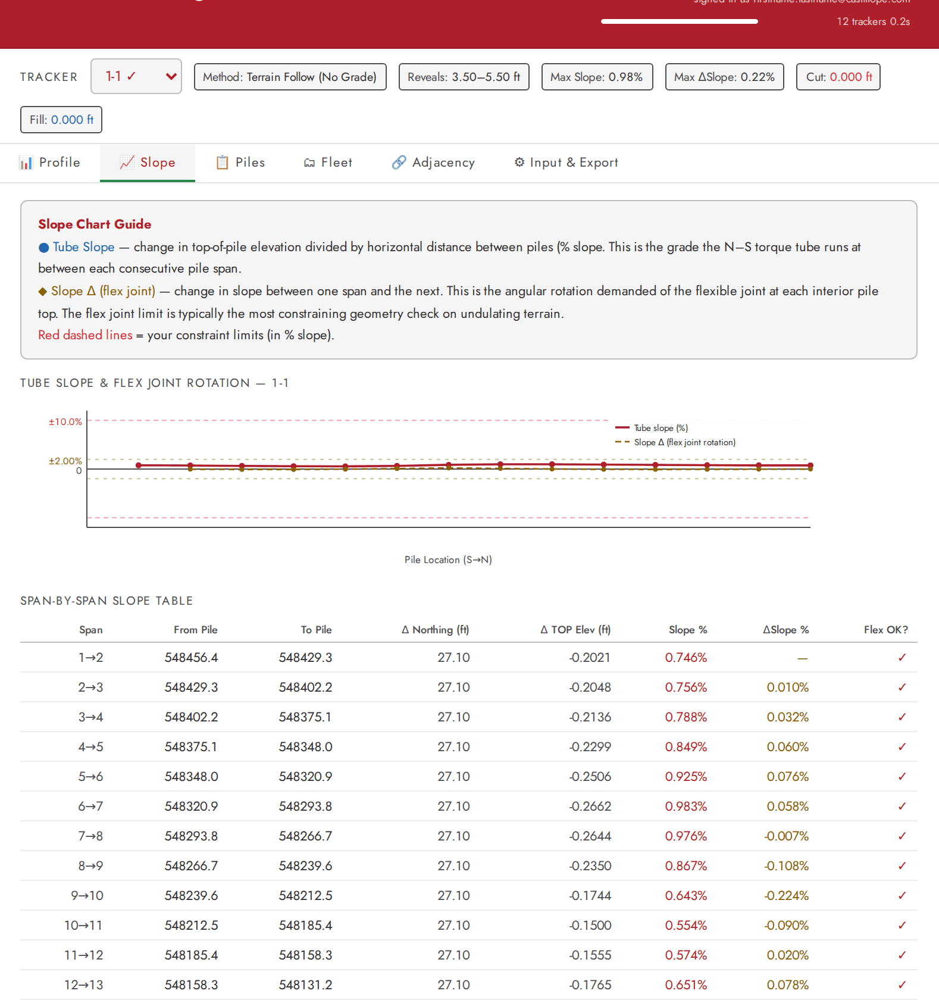 signed in as firstname.lastname@castillope.com
12 trackers 0.2s
TRACKER 1-1 ✓ Method: Terrain Follow (No Grade) Reveals: 3.50–5.50 ft Max Slope: 0.98% Max ΔSlope: 0.22% Cut: 0.000 ft
Fill: 0.000 ft
📊 Profile 📈 Slope 📋 Piles 🗂 Fleet 🔗 Adjacency ⚙ Input & Export
Slope Chart Guide
● Tube Slope — change in top-of-pile elevation divided by horizontal distance between piles (% slope. This is the grade the N–S torque tube runs at
between each consecutive pile span.
◆ Slope Δ (flex joint) — change in slope between one span and the next. This is the angular rotation demanded of the flexible joint at each interior pile
top. The flex joint limit is typically the most constraining geometry check on undulating terrain.
Red dashed lines = your constraint limits (in % slope).
TUBE SLOPE & FLEX JOINT ROTATION — 1-1
±10.0%
Tube slope (%)
Slope Δ (flex joint rotation)
±2.00%
0
Pile Location (S→N)
SPAN-BY-SPAN SLOPE TABLE
Span From Pile To Pile Δ Northing (ft) Δ TOP Elev (ft) Slope % ΔSlope % Flex OK?
1→2 548456.4 548429.3 27.10 -0.2021 0.746% — ✓
2→3 548429.3 548402.2 27.10 -0.2048 0.756% 0.010% ✓
3→4 548402.2 548375.1 27.10 -0.2136 0.788% 0.032% ✓
4→5 548375.1 548348.0 27.10 -0.2299 0.849% 0.060% ✓
5→6 548348.0 548320.9 27.10 -0.2506 0.925% 0.076% ✓
6→7 548320.9 548293.8 27.10 -0.2662 0.983% 0.058% ✓
7→8 548293.8 548266.7 27.10 -0.2644 0.976% -0.007% ✓
8→9 548266.7 548239.6 27.10 -0.2350 0.867% -0.108% ✓
9→10 548239.6 548212.5 27.10 -0.1744 0.643% -0.224% ✓
10→11 548212.5 548185.4 27.10 -0.1500 0.554% -0.090% ✓
11→12 548185.4 548158.3 27.10 -0.1555 0.574% 0.020% ✓
12→13 548158.3 548131.2 27.10 -0.1765 0.651% 0.078% ✓